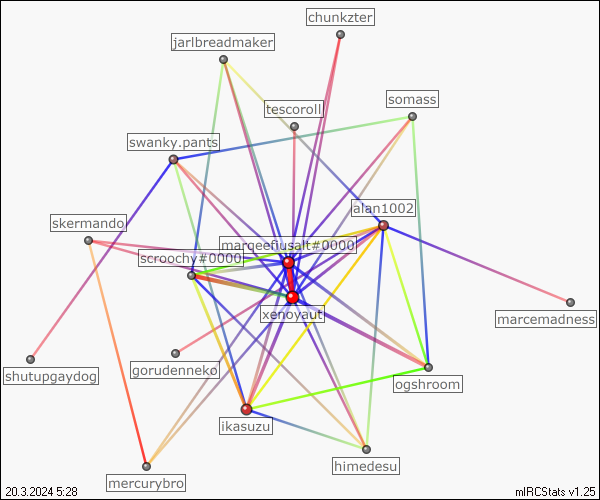 chunkzter
jarlbreadmaker
somass
tescoroll
swanky.pants
alan1002
skermando
marqeefiusalt#0000
scroochy#0000
xenoyaut
marcemadness
gorudenneko
shutupgaydog
ogshroom
ikasuzu
himedesu
mercurybro
20.3.2024 5:28
mIRCStats v1.25